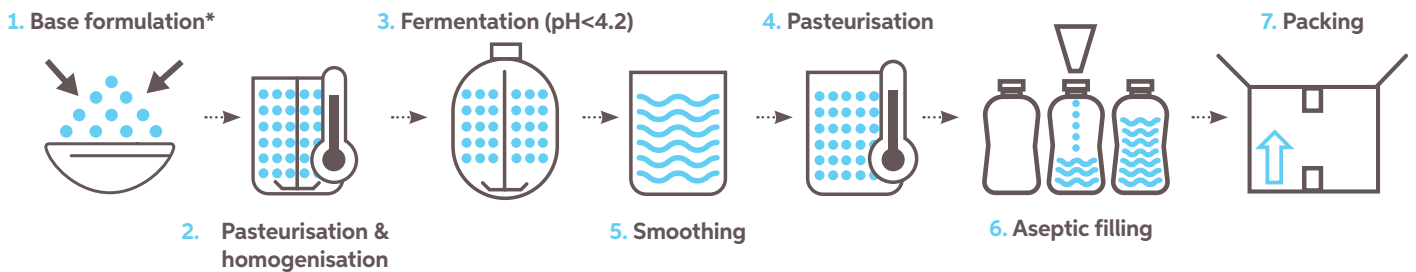 1. Base formulation*
2. Pasteurisation &
homogenisation
3. Fermentation (pH<4.2)
5. Smoothing
4. Pasteurisation
6. Aseptic filling
7. Packing